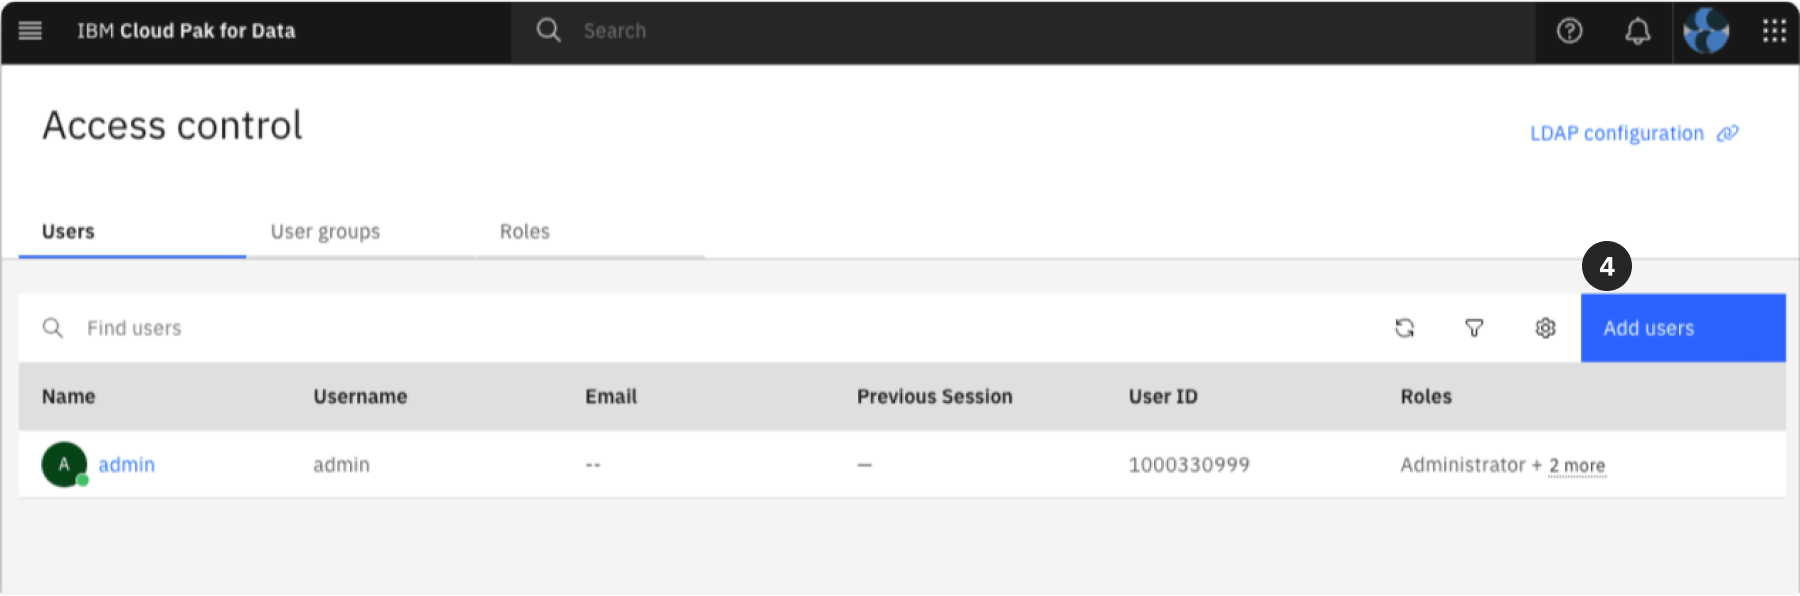 IBM Cloud Pak for Data
Search
Access control
LDAP configuration
Users
User groups
Roles
4
Find users
Add users
Name Username Email Previous Session User ID Roles
A admin admin -- — 1000330999 Administrator + 2 more